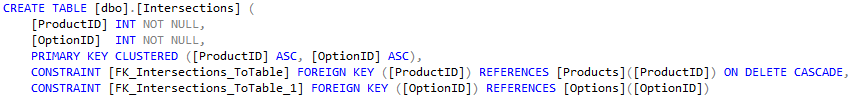 CREATE TABLE [dbo].[Intersections] (
    [ProductID] INT NOT NULL,
    [OptionID]  INT NOT NULL,
    PRIMARY KEY CLUSTERED ([ProductID] ASC, [OptionID] ASC),
    CONSTRAINT [FK_Intersections_ToTable] FOREIGN KEY ([ProductID]) REFERENCES [Products]([ProductID]) ON DELETE CASCADE,
    CONSTRAINT [FK_Intersections_ToTable_1] FOREIGN KEY ([OptionID]) REFERENCES [Options]([OptionID])